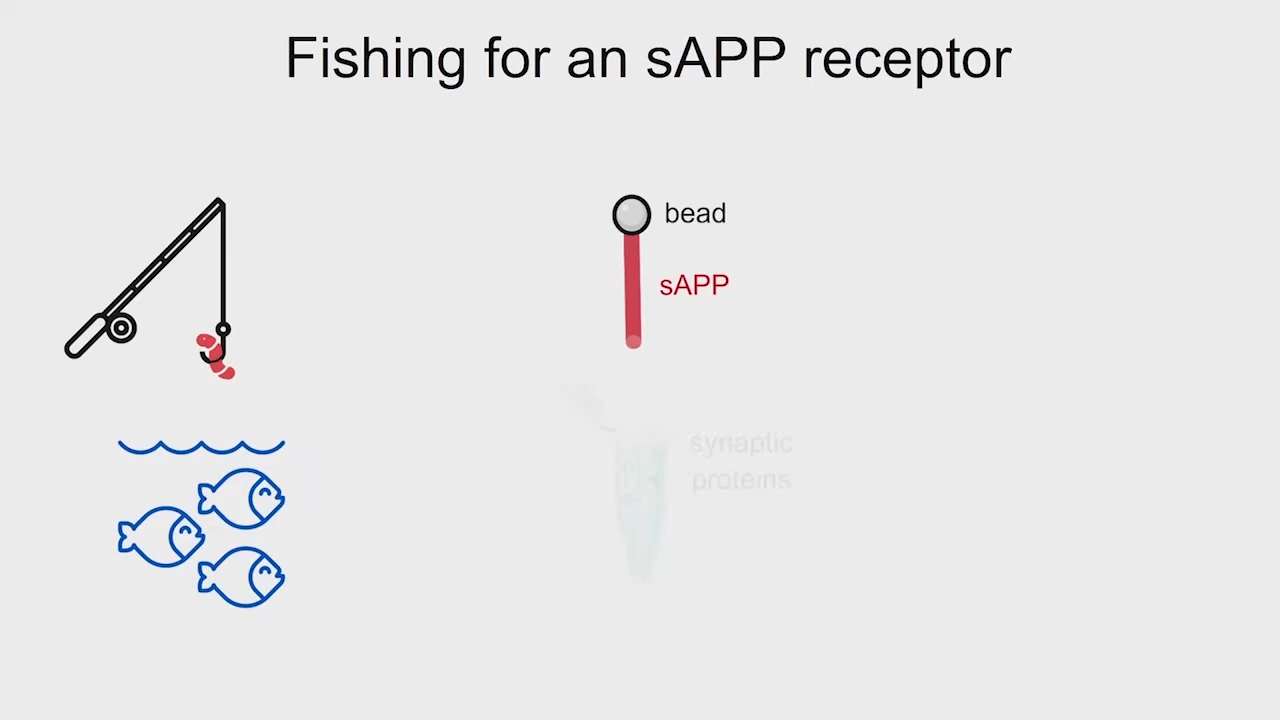 Fishing for an sAPP receptor
bead
sAPP
synaptic
proteins